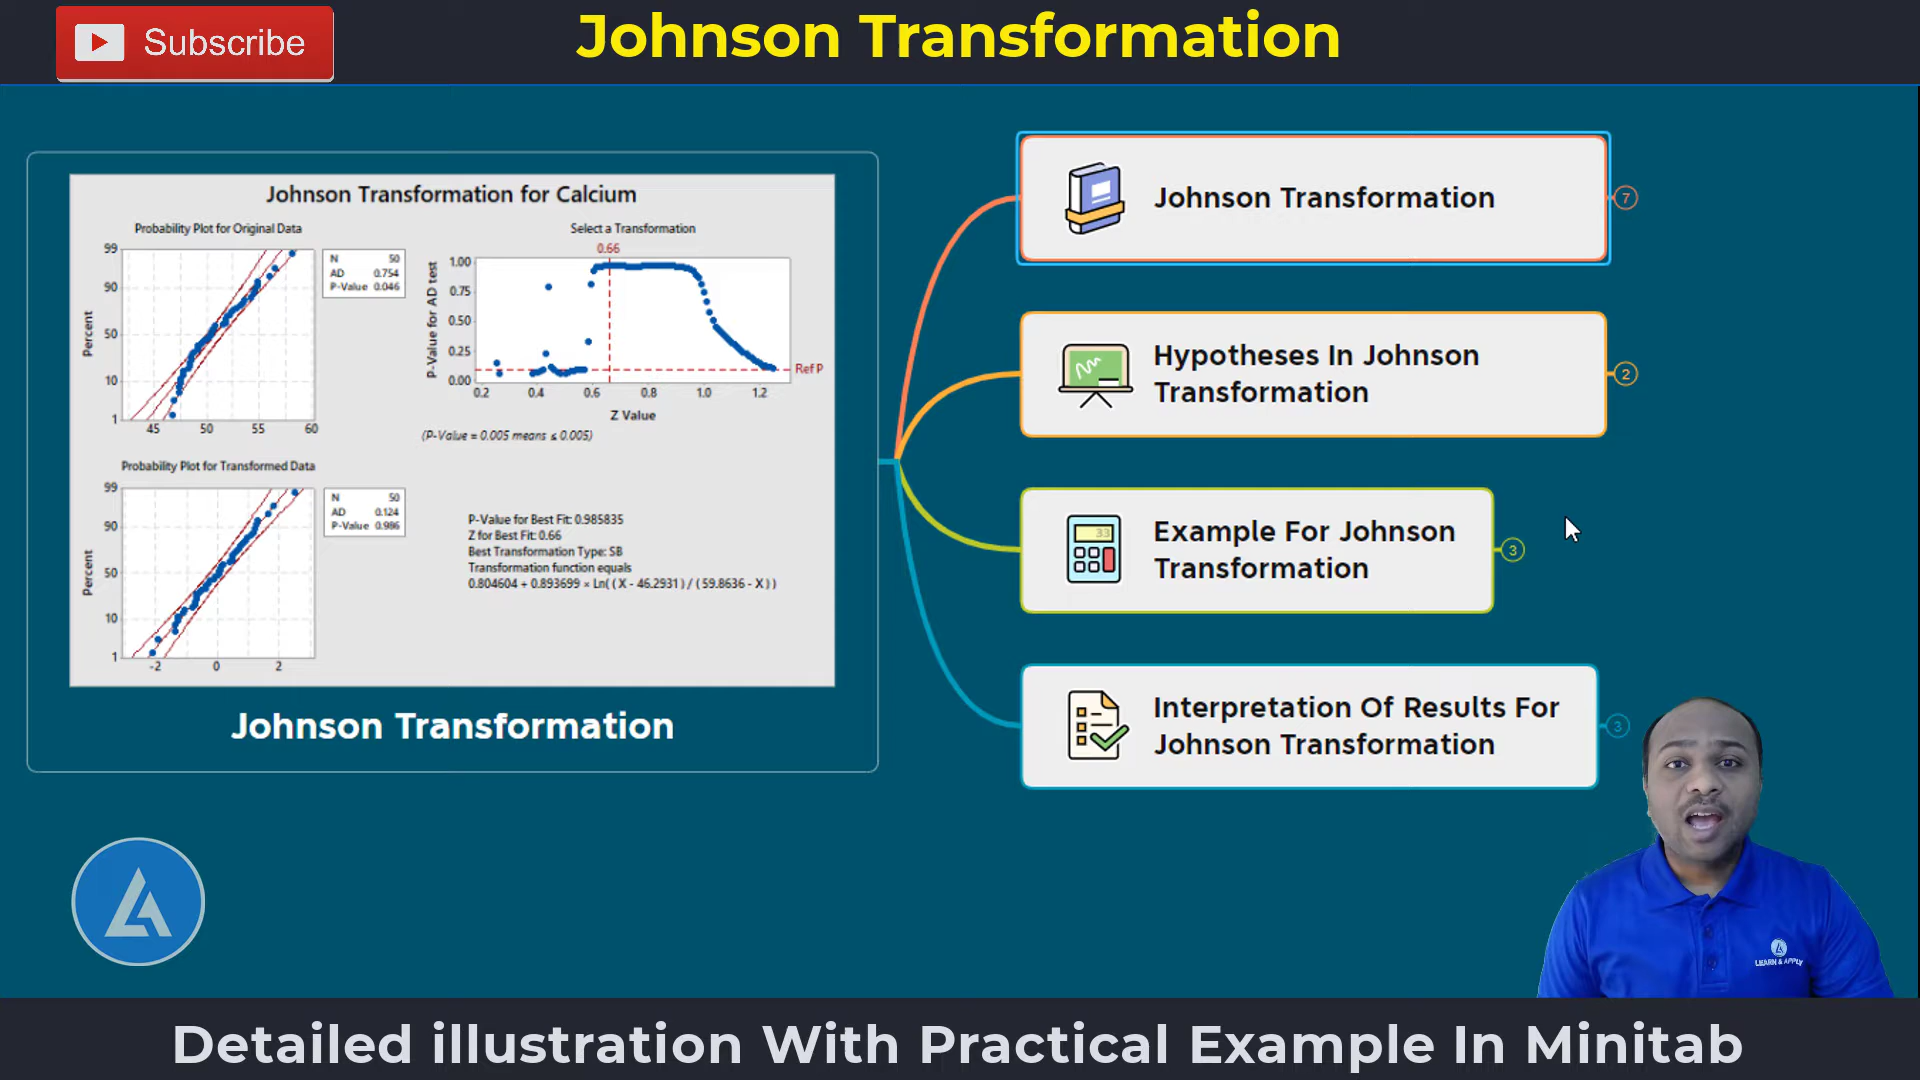 Subscribe
Johnson Transformation
Johnson Transformation for Calcium
Probability Plot for Original Data
Percent
99
90
50
10
1
45 50 55 60
N 50
AD 0.754
P-Value 0.046
Select a Transformation
0.66
P-Value for AD test
1.00
0.75
0.50
0.25
0.00
Ref P
0.2 0.4 0.6 0.8 1.0 1.2
Z Value
(P-Value = 0.005 means ≤ 0.005)
Probability Plot for Transformed Data
Percent
99
90
50
10
1
-2 0 2
N 50
AD 0.124
P-Value 0.986
P-Value for Best Fit: 0.985835
Z for Best Fit: 0.66
Best Transformation Type: SB
Transformation function equals
0.804604 + 0.893699 × Ln( ( X - 46.2931 ) / ( 59.8636 - X ) )
Johnson Transformation
Johnson Transformation
7
Hypotheses In Johnson
Transformation
2
33
Example For Johnson
Transformation
3
Interpretation Of Results For
Johnson Transformation
3
LEARN & APPLY
Detailed illustration With Practical Example In Minitab